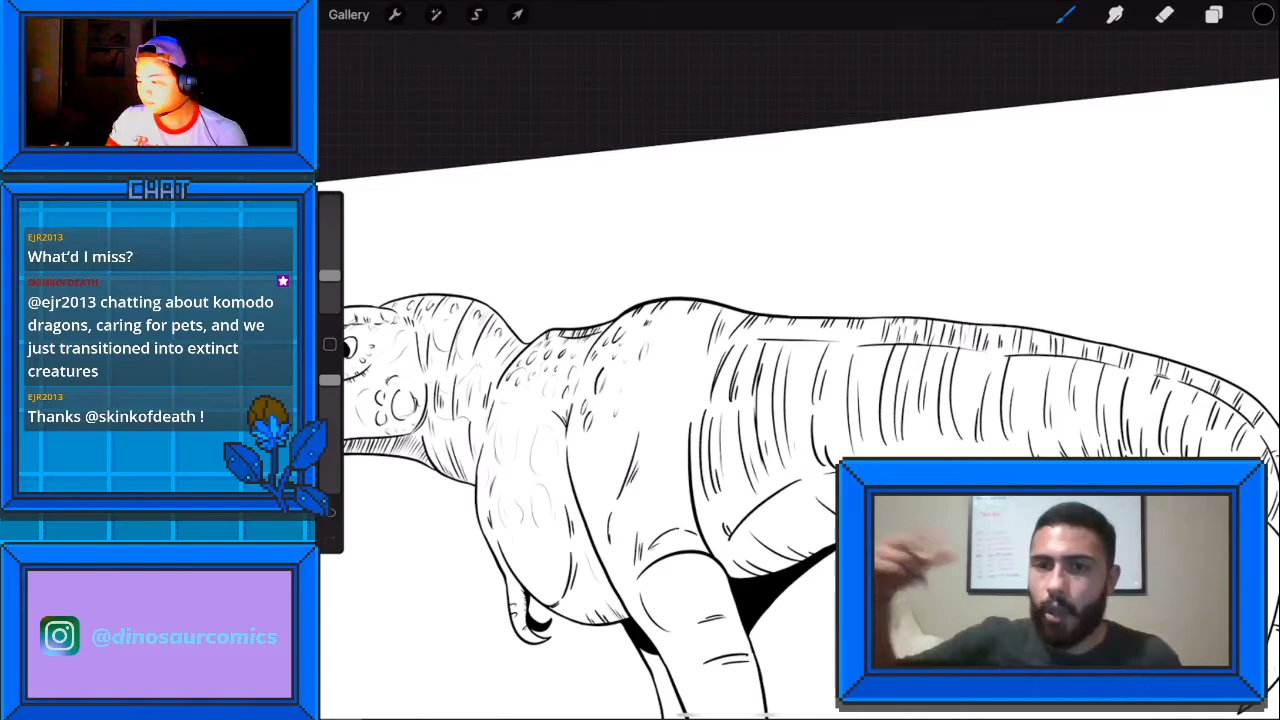 Gallery
CHAT
EJR2013
What'd I miss?
SKINKOFDEATH
@ejr2013 chatting about komodo
dragons, caring for pets, and we
just transitioned into extinct
creatures
EJR2013
Thanks @skinkofdeath !
@dinosaurcomics